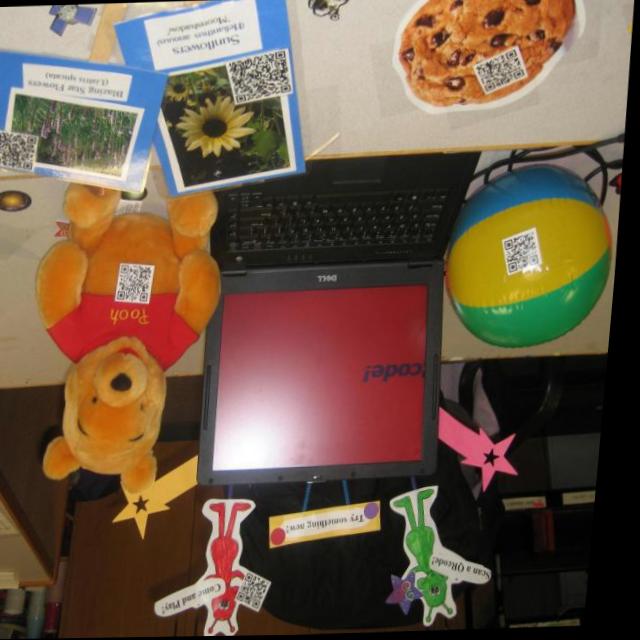 Come and Play!
Try something new!
Scan a QRcode!
code!
DELL
Pooh
Sunflowers
(Helianthus annuus)
'Moonshadow'
Blazing Star Flowers
(Liatris spicata)